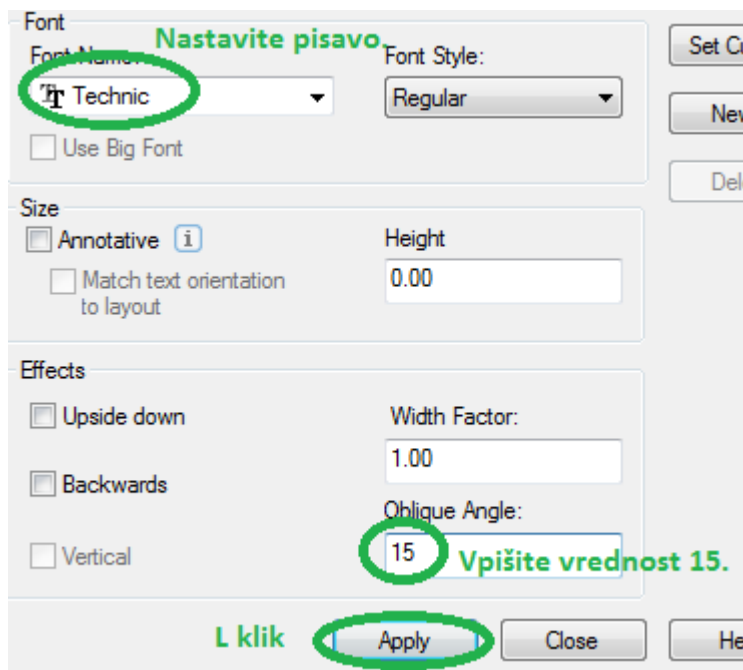 Font
Nastavite pisavo.
Font Name:
Font Style:
Set Cu
Technic
Regular
New
Use Big Font
Del
Size
Annotative
Height
Match text orientation
to layout
0.00
Effects
Upside down
Width Factor:
1.00
Backwards
Oblique Angle:
Vertical
15
Vpišite vrednost 15.
L klik
Apply
Close
He